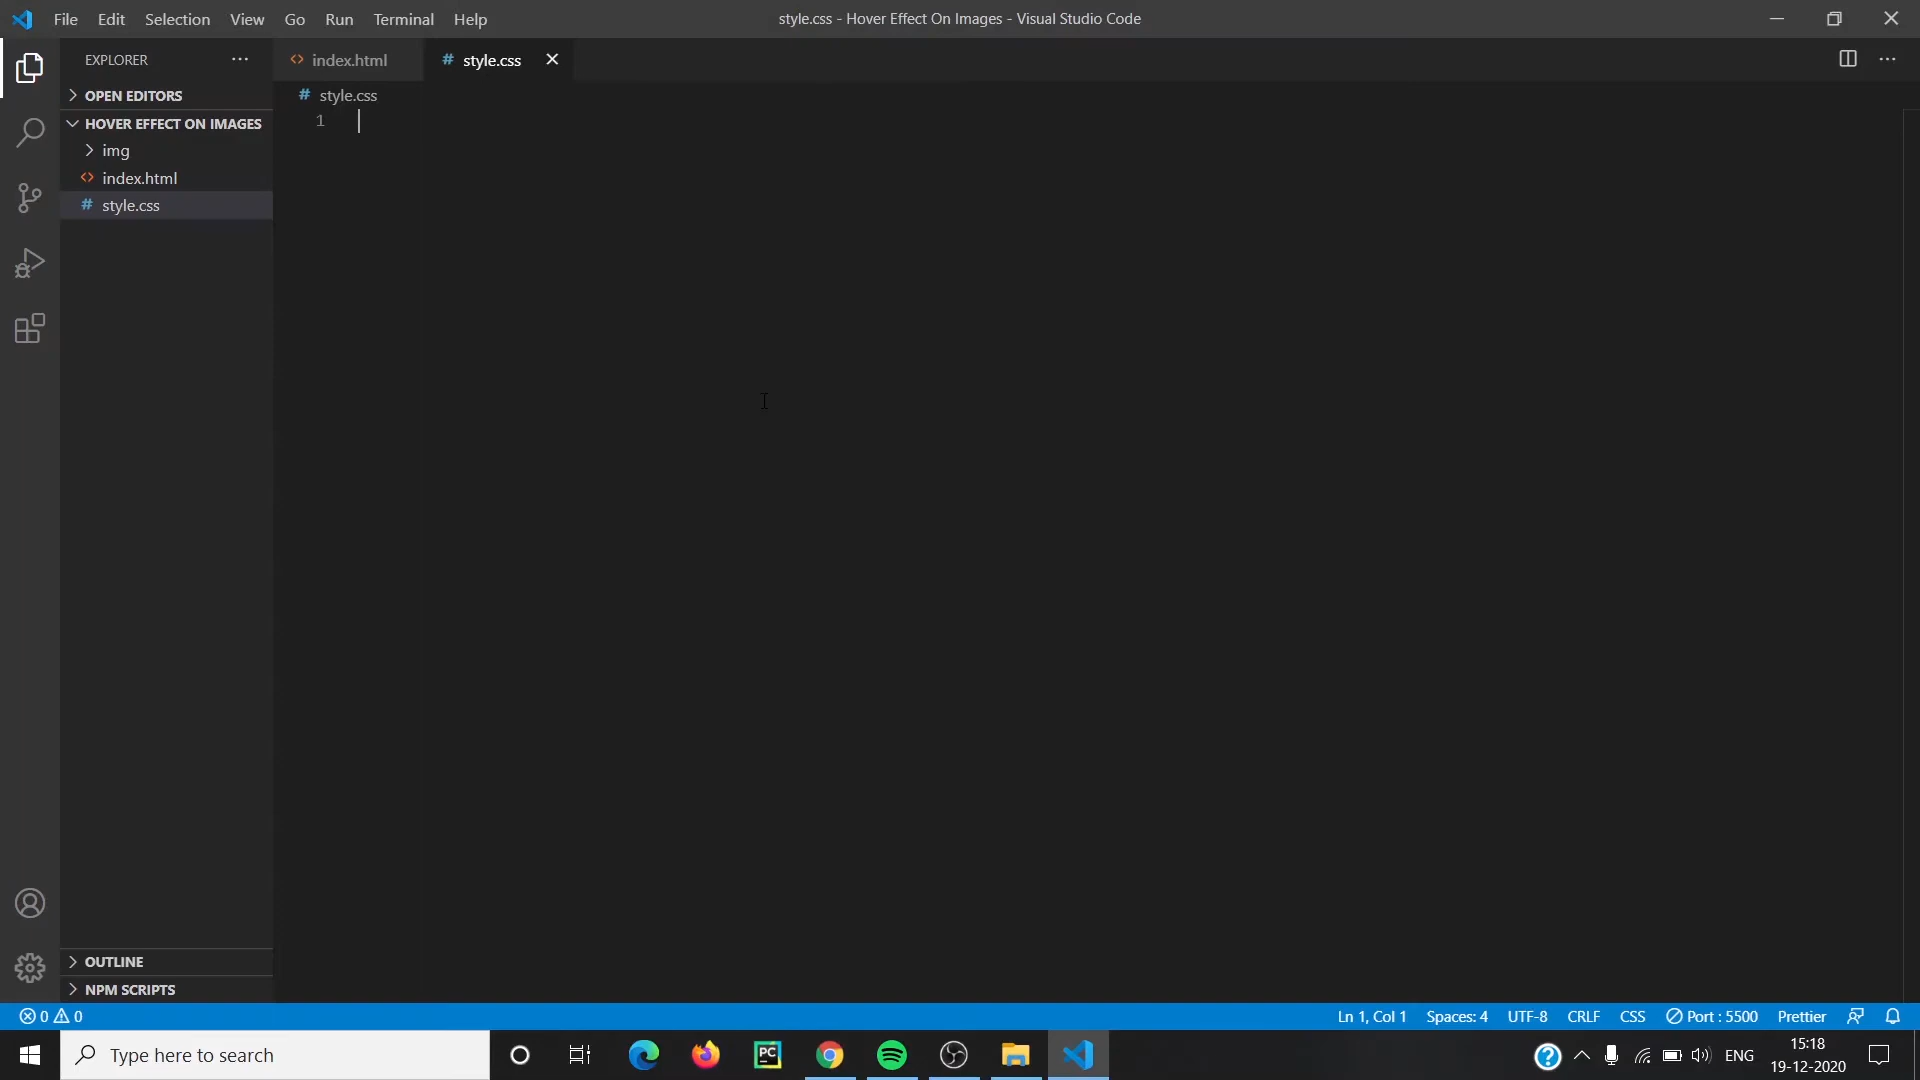 File Edit Selection View Go Run Terminal Help
style.css - Hover Effect On Images - Visual Studio Code
EXPLORER
index.html
# style.css
OPEN EDITORS
# style.css
HOVER EFFECT ON IMAGES
1
img
<> index.html
# style.css
OUTLINE
NPM SCRIPTS
0 0
Ln 1, Col 1 Spaces: 4 UTF-8 CRLF CSS Port : 5500 Prettier
Type here to search
PC
ENG
15:18
19-12-2020